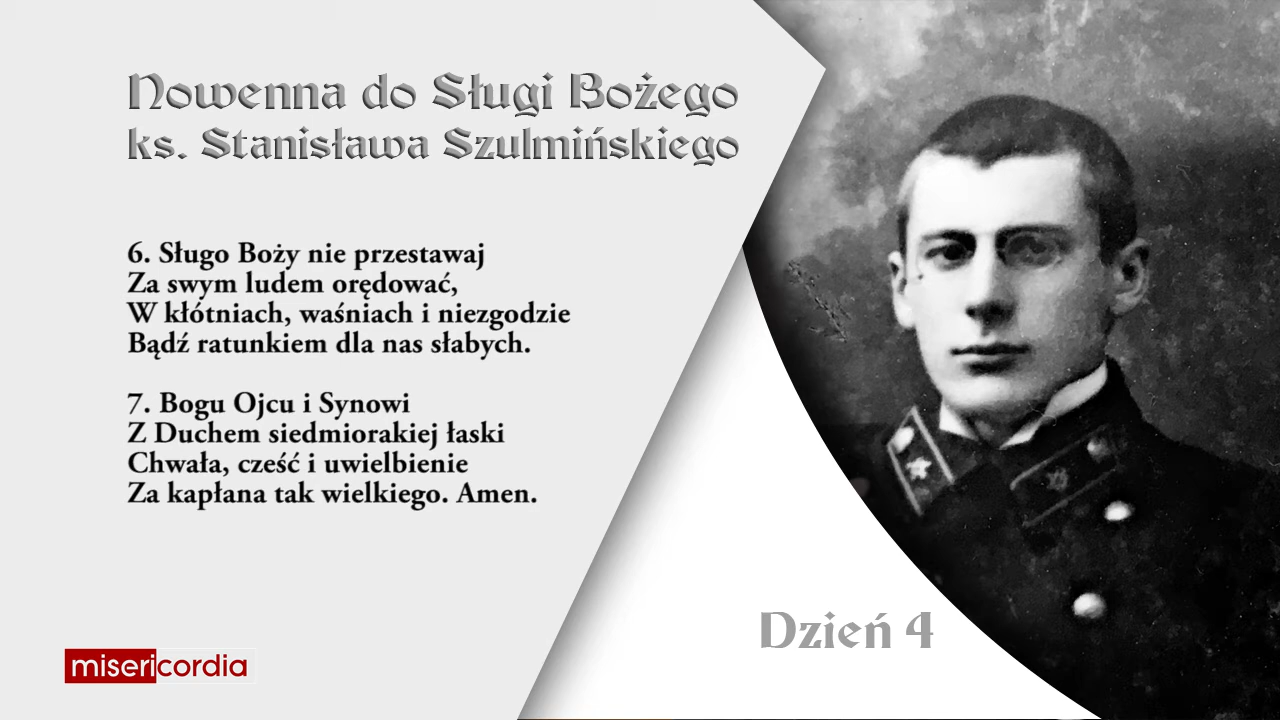 Nowenna do Sługi Bożego
ks. Stanisława Szulmińskiego
6. Sługo Boży nie przestawaj
Za swym ludem orędować,
W kłótniach, waśniach i niezgodzie
Bądź ratunkiem dla nas słabych.
7. Bogu Ojcu i Synowi
Z Duchem siedmiorakiej łaski
Chwała, cześć i uwielbienie
Za kapłana tak wielkiego. Amen.
Dzień 4
misericordia